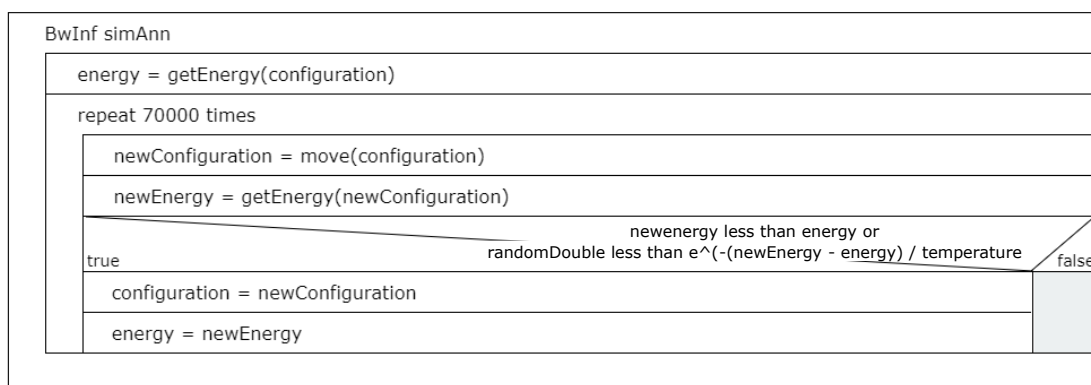 BwInf simAnn
energy = getEnergy(configuration)
repeat 70000 times
newConfiguration = move(configuration)
newEnergy = getEnergy(newConfiguration)
newenergy less than energy or
randomDouble less than e^(-(newEnergy - energy) / temperature
true
false
configuration = newConfiguration
energy = newEnergy